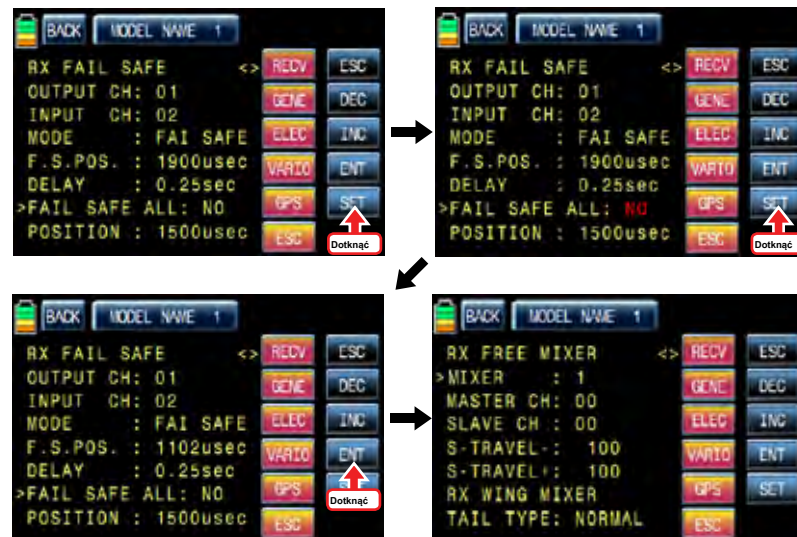 BACK MODEL NAME 1
RX FAIL SAFE <> RECV ESC
OUTPUT CH: 01
GENE DEC
INPUT CH: 02
MODE : FAI SAFE ELEC INC
F.S.POS. : 1900usec
VARIO ENT
DELAY : 0.25sec
>FAIL SAFE ALL: NO GPS SET
POSITION : 1500usec ESC
Dotknąć
BACK MODEL NAME 1
RX FAIL SAFE <> RECV ESC
OUTPUT CH: 01
GENE DEC
INPUT CH: 02
MODE : FAI SAFE ELEC INC
F.S.POS. : 1900usec
VARIO ENT
DELAY : 0.25sec
>FAIL SAFE ALL: NO GPS SET
POSITION : 1500usec ESC
Dotknąć
BACK MODEL NAME 1
RX FAIL SAFE <> RECV ESC
OUTPUT CH: 01
GENE DEC
INPUT CH: 02
MODE : FAI SAFE ELEC INC
F.S.POS. : 1102usec
VARIO ENT
DELAY : 0.25sec
>FAIL SAFE ALL: NO GPS
Dotknąć
POSITION : 1500usec ESC
BACK MODEL NAME 1
RX FREE MIXER <> RECV ESC
>MIXER : 1
GENE DEC
MASTER CH: 00
SLAVE CH : 00 ELEC INC
S-TRAVEL-: 100
VARIO ENT
S-TRAVEL+: 100
RX WING MIXER GPS SET
TAIL TYPE: NORMAL ESC